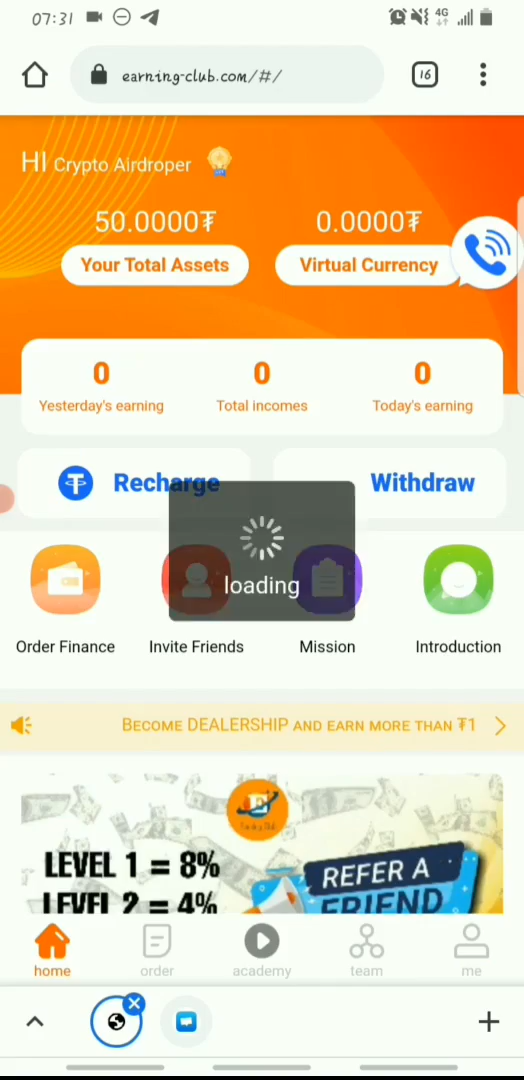 07:31
4G
earning-club.com/#/
16
HI Crypto Airdroper
50.0000₮
0.0000₮
Your Total Assets
Virtual Currency
0
0
0
Yesterday's earning
Total incomes
Today's earning
Recharge
Withdraw
loading
Order Finance
Invite Friends
Mission
Introduction
BECOME DEALERSHIP AND EARN MORE THAN ₮1
LEVEL 1 = 8%
REFER A
LEVEL 2 = 4%
FRIEND
home
order
academy
team
me